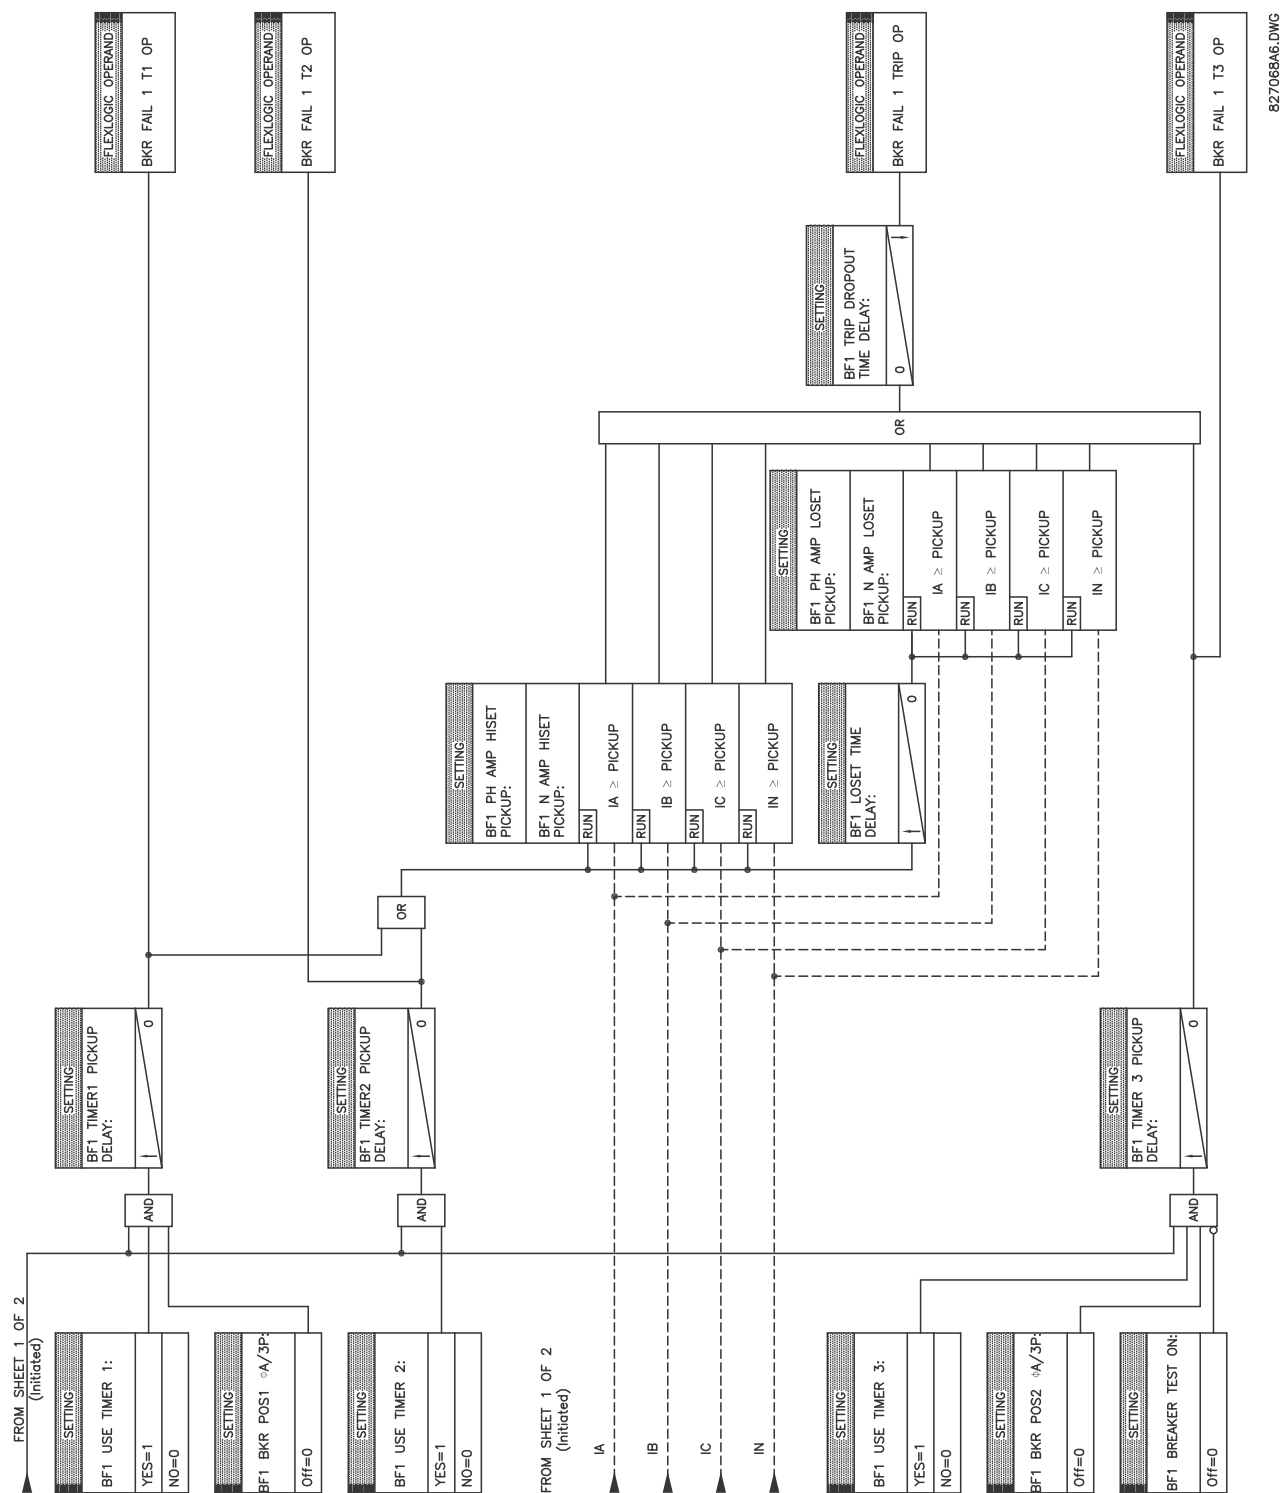 FROM SHEET 1 OF 2
(Initiated)
SETTING
BF1 USE TIMER 1:
YES=1
NO=0
SETTING
BF1 BKR POS1 ΦA/3P:
Off=0
SETTING
BF1 USE TIMER 2:
YES=1
NO=0
FROM SHEET 1 OF 2
(Initiated)
IA
IB
IC
IN
SETTING
BF1 USE TIMER 3:
YES=1
NO=0
SETTING
BF1 BKR POS2 ΦA/3P:
Off=0
SETTING
BF1 BREAKER TEST ON:
Off=0
AND
AND
AND
SETTING
BF1 TIMER1 PICKUP
DELAY:
0
SETTING
BF1 TIMER2 PICKUP
DELAY:
0
SETTING
BF1 TIMER 3 PICKUP
DELAY:
0
OR
SETTING
BF1 PH AMP HISET
PICKUP:
BF1 N AMP HISET
PICKUP:
RUN
IA ≥ PICKUP
RUN
IB ≥ PICKUP
RUN
IC ≥ PICKUP
RUN
IN ≥ PICKUP
SETTING
BF1 LOSET TIME
DELAY:
0
SETTING
BF1 PH AMP LOSET
PICKUP:
BF1 N AMP LOSET
PICKUP:
RUN
IA ≥ PICKUP
RUN
IB ≥ PICKUP
RUN
IC ≥ PICKUP
RUN
IN ≥ PICKUP
OR
SETTING
BF1 TRIP DROPOUT
TIME DELAY:
0
FLEXLOGIC OPERAND
BKR FAIL 1 T1 OP
FLEXLOGIC OPERAND
BKR FAIL 1 T2 OP
FLEXLOGIC OPERAND
BKR FAIL 1 TRIP OP
FLEXLOGIC OPERAND
BKR FAIL 1 T3 OP
827068A6.DWG